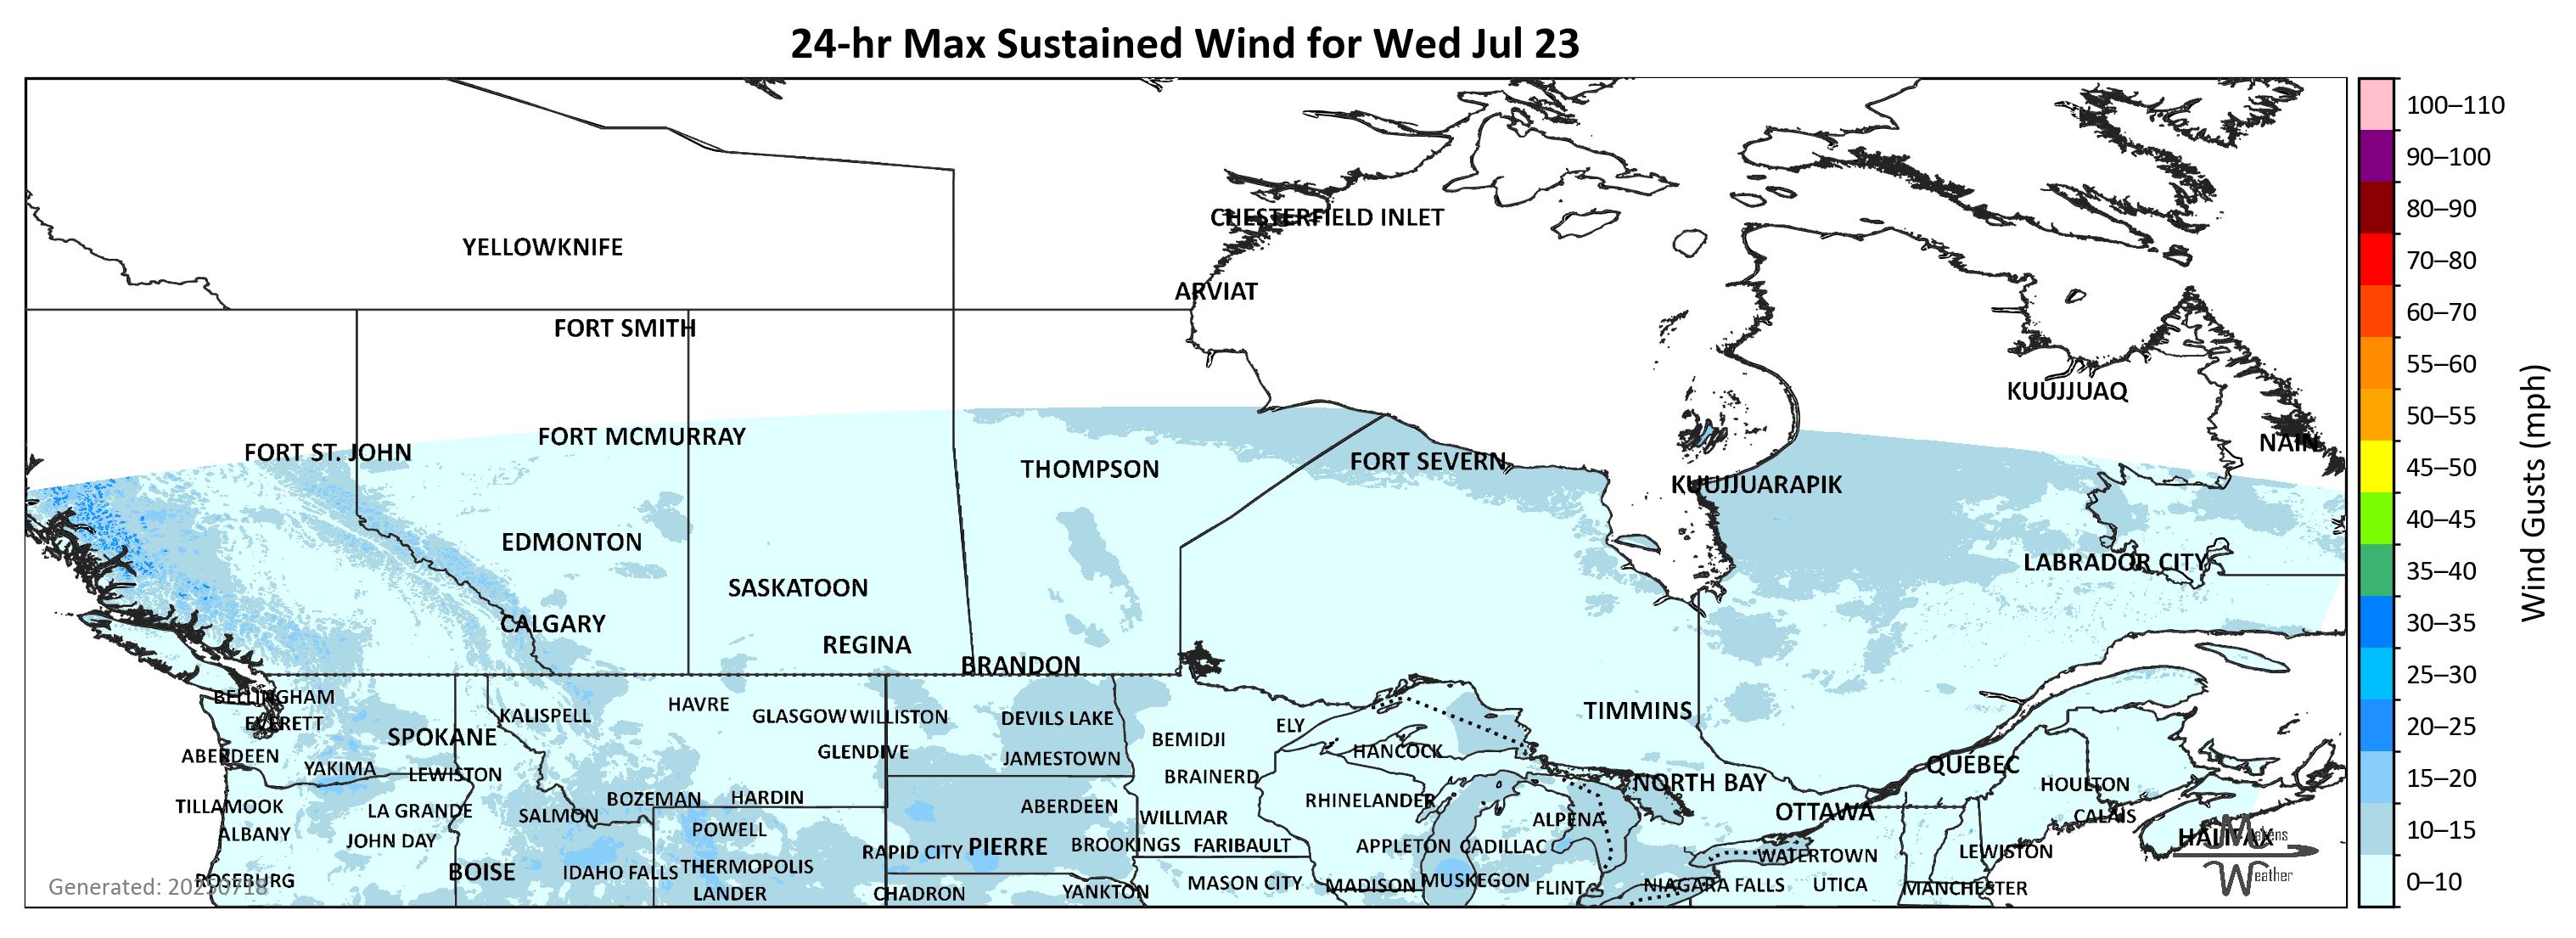 24-hr Max Sustained Wind for Wed Jul 23
100–110
90–100
80–90
70–80
60–70
55–60
50–55
45–50
40–45
35–40
30–35
25–30
20–25
15–20
10–15
0–10
Wind Gusts (mph)
CHESTERFIELD INLET
YELLOWKNIFE
ARVIAT
FORT SMITH
KUUJJUAQ
FORT MCMURRAY
NAIN
FORT ST. JOHN
FORT SEVERN
THOMPSON
KUUJJUARAPIK
EDMONTON
LABRADOR CITY
SASKATOON
CALGARY
REGINA
BRANDON
BELLINGHAM
HAVRE
TIMMINS
KALISPELL
GLASGOW
WILLISTON
DEVILS LAKE
EVERETT
ELY
SPOKANE
BEMIDJI
HANCOCK
GLENDIVE
ABERDEEN
JAMESTOWN
QUÉBEC
YAKIMA
LEWISTON
BRAINERD
NORTH BAY
HOULTON
BOZEMAN
HARDIN
RHINELANDER
TILLAMOOK
LA GRANDE
ABERDEEN
OTTAWA
SALMON
CALAIS
WILLMAR
ALPENA
POWELL
ALBANY
HALIFAX
Makens
Weather
JOHN DAY
PIERRE
BROOKINGS
FARIBAULT
APPLETON
CADILLAC
RAPID CITY
LEWISTON
WATERTOWN
THERMOPOLIS
BOISE
IDAHO FALLS
ROSEBURG
MUSKEGON
MASON CITY
MADISON
NIAGARA FALLS
UTICA
Generated: 20250718
FLINT
MANCHESTER
YANKTON
LANDER
CHADRON